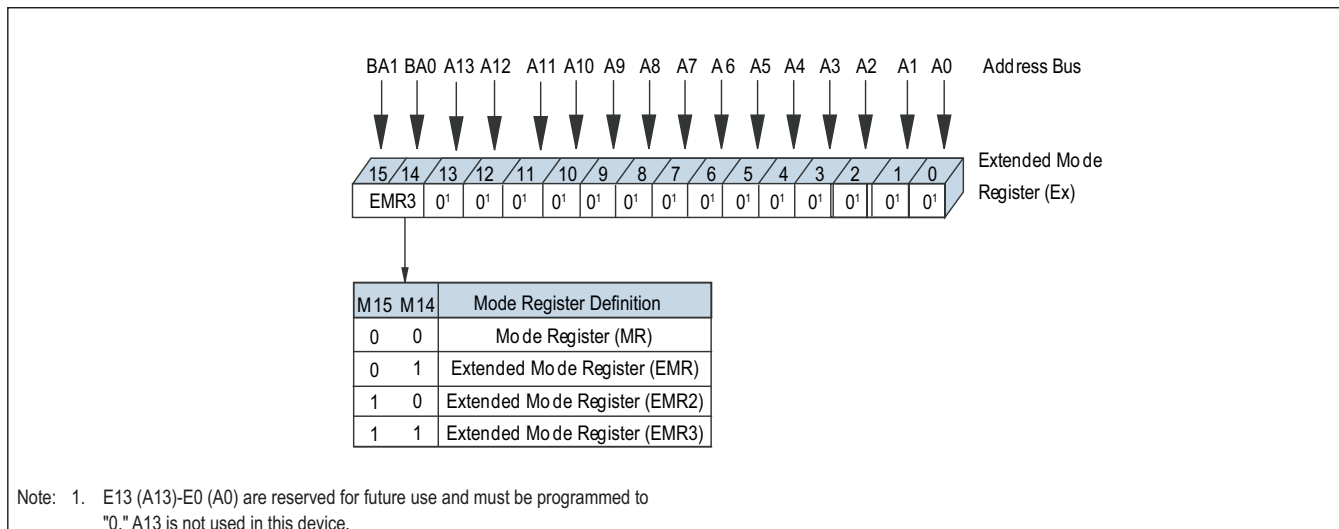 BA1 BA0 A13 A12 A11 A10 A9 A8 A7 A6 A5 A4 A3 A2 A1 A0 Address Bus
15 14 13 12 11 10 9 8 7 6 5 4 3 2 1 0
Extended Mode
Register (Ex)
EMR3 0¹ 0¹ 0¹ 0¹ 0¹ 0¹ 0¹ 0¹ 0¹ 0¹ 0¹ 0¹ 0¹ 0¹
M15 M14 Mode Register Definition
0 0 Mode Register (MR)
0 1 Extended Mode Register (EMR)
1 0 Extended Mode Register (EMR2)
1 1 Extended Mode Register (EMR3)
Note: 1. E13 (A13)-E0 (A0) are reserved for future use and must be programmed to
"0." A13 is not used in this device.